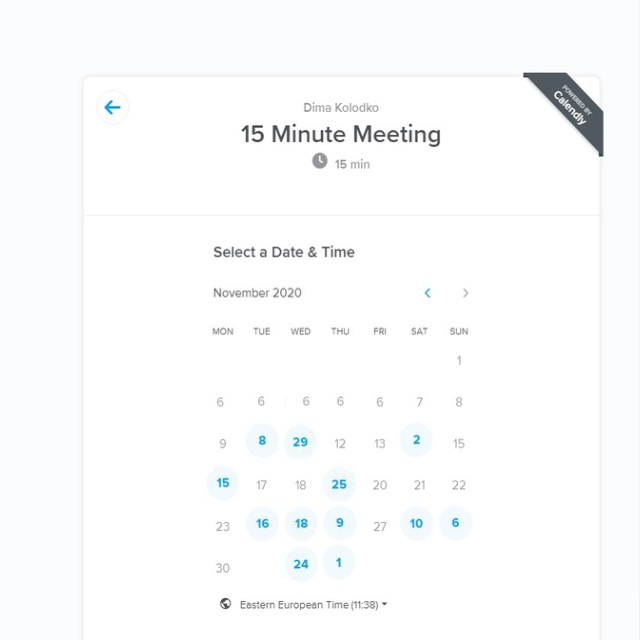 POWERED BY
Calendly
Dima Kolodko
15 Minute Meeting
15 min
Select a Date & Time
November 2020
MON TUE WED THU FRI SAT SUN
1
6 6 6 6 6 7 8
9 8 29 12 13 2 15
15 17 18 25 20 21 22
23 16 18 9 27 10 6
30 24 1
Eastern European Time (11:38)